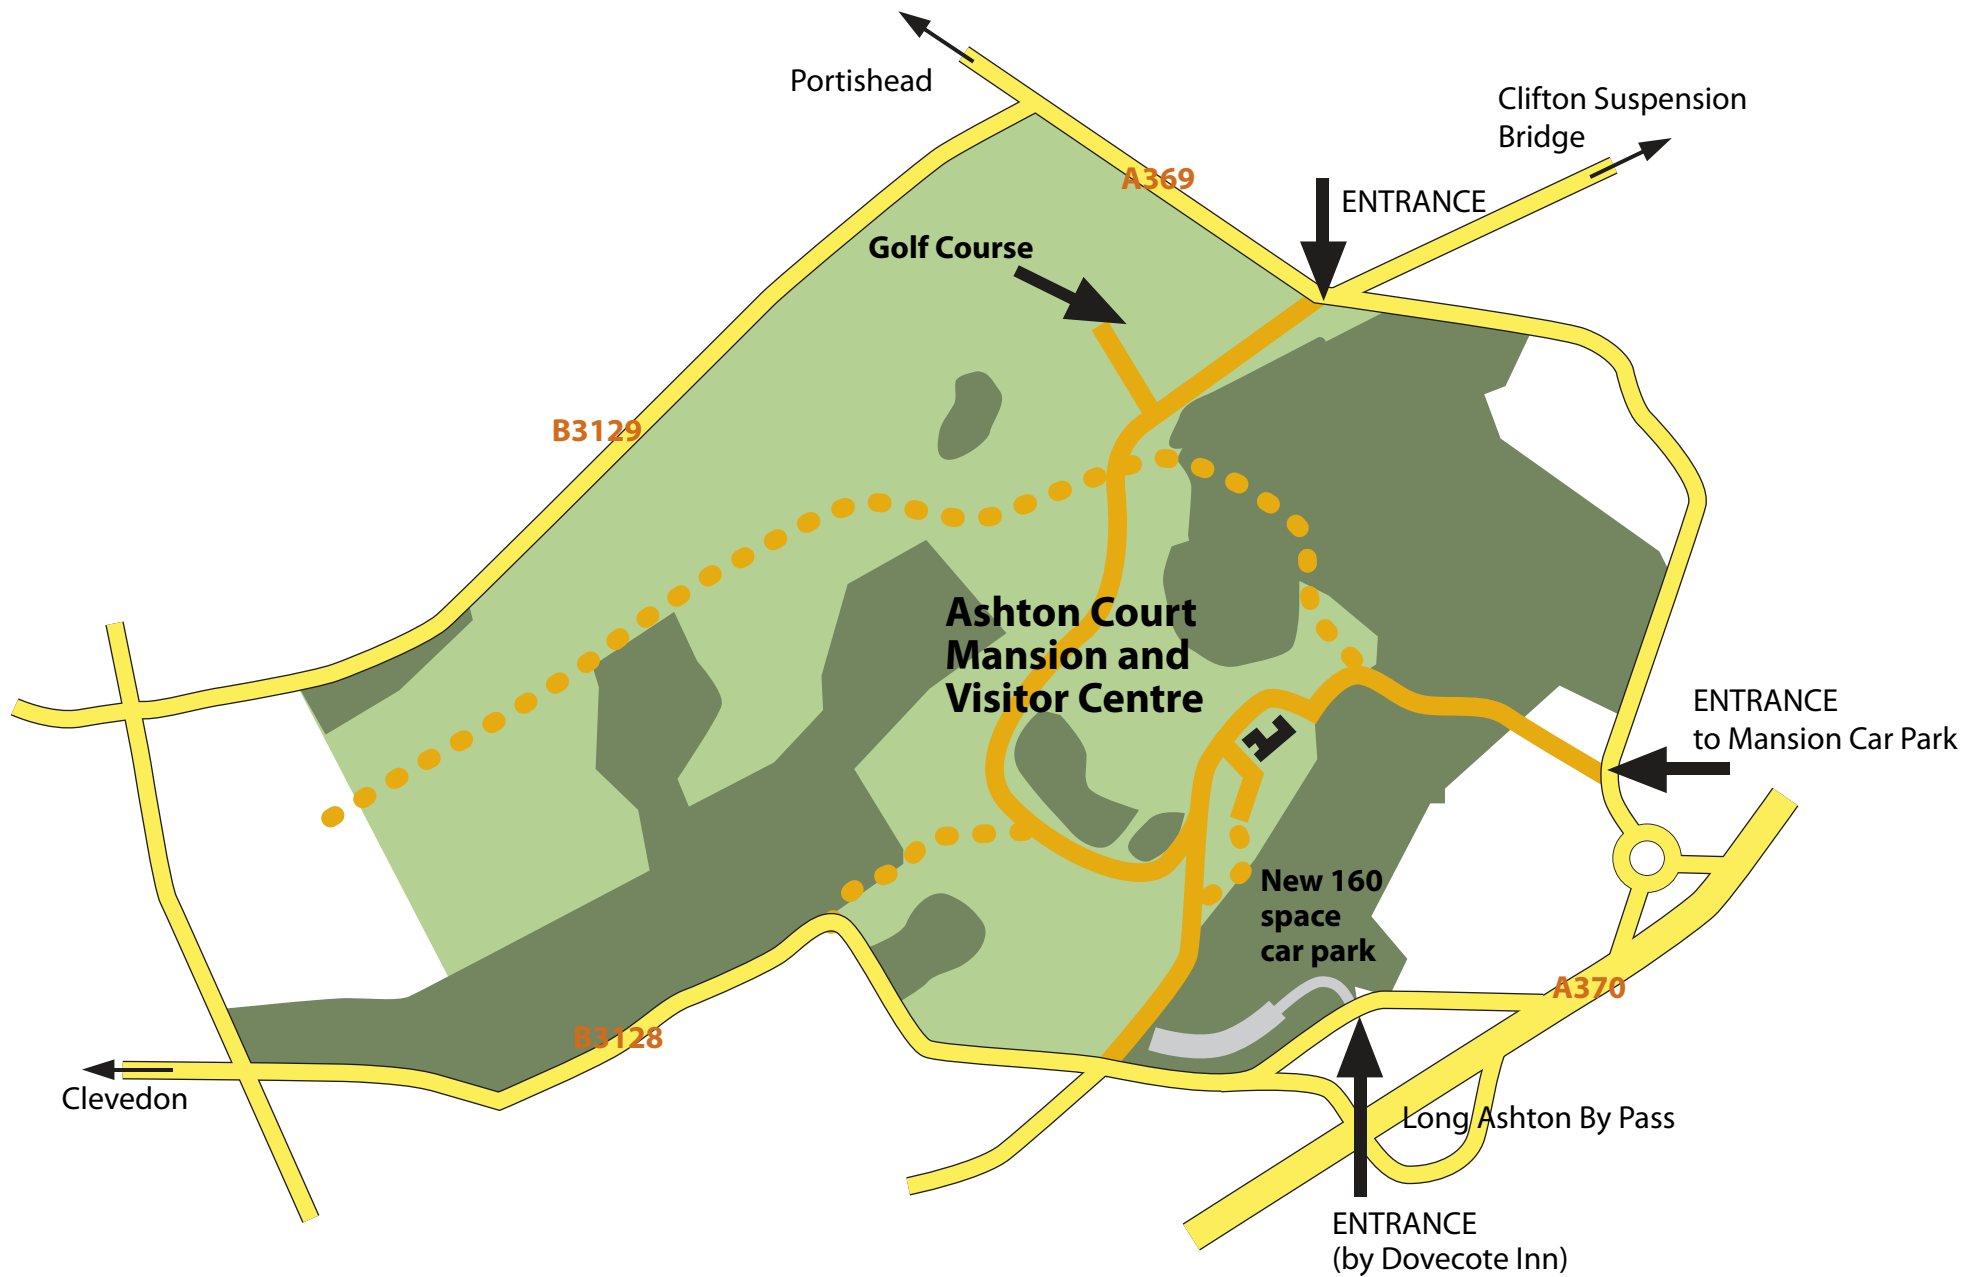 Portishead
Clifton Suspension
Bridge
A369
ENTRANCE
Golf Course
B3129
Ashton Court
Mansion and
Visitor Centre
ENTRANCE
to Mansion Car Park
New 160
space
car park
A370
B3128
Clevedon
Long Ashton By Pass
ENTRANCE
(by Dovecote Inn)